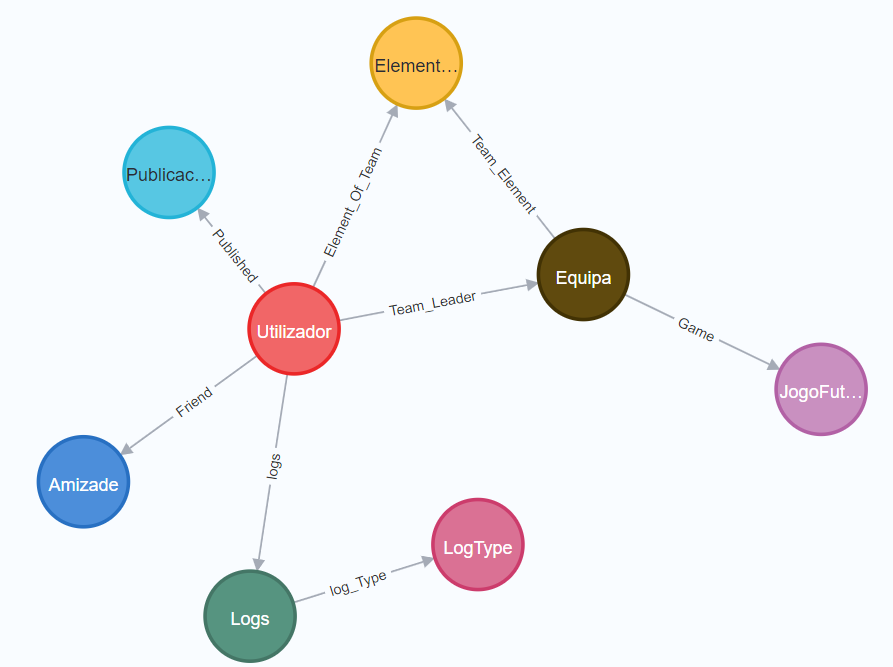 Element…
Publicac…
Element_Of_Team
Team_Element
Published
Equipa
Team_Leader
Utilizador
Game
JogoFut…
Friend
Amizade
logs
LogType
log_Type
Logs